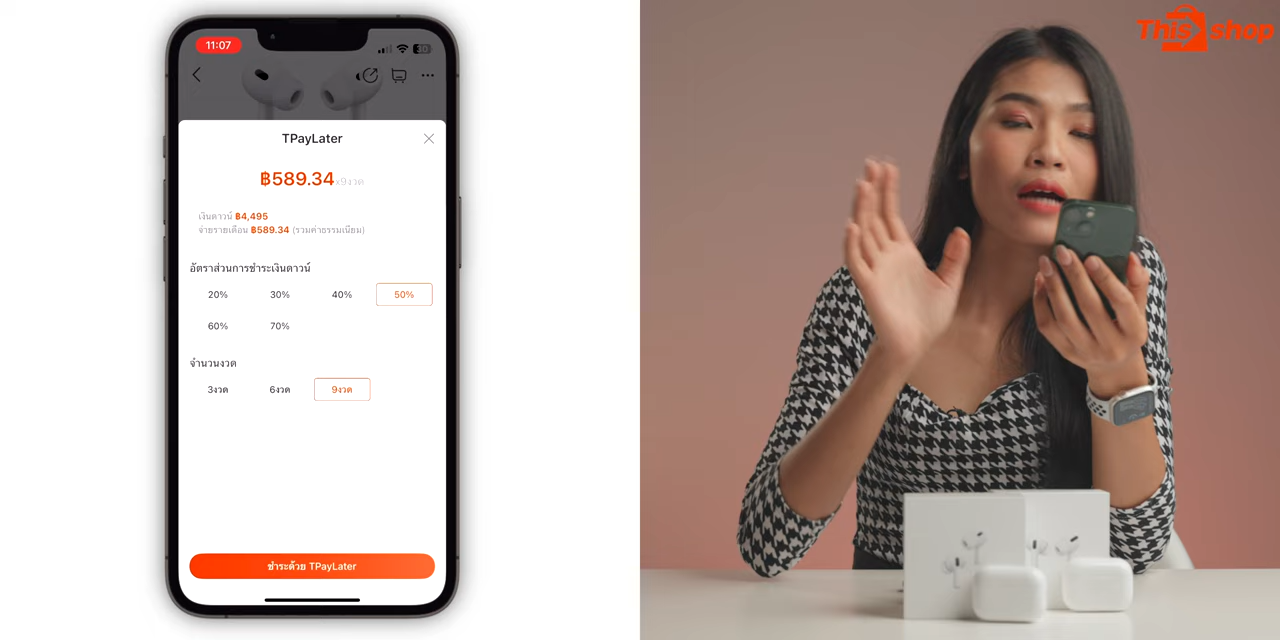 11:07
30
TPayLater
฿589.34x9งวด
เงินดาวน์ ฿4,495
จ่ายรายเดือน ฿589.34 (รวมค่าธรรมเนียม)
อัตราส่วนการชำระเงินดาวน์
20% 30% 40% 50%
60% 70%
จำนวนงวด
3งวด 6งวด 9งวด
ชำระด้วย TPayLater
This shop